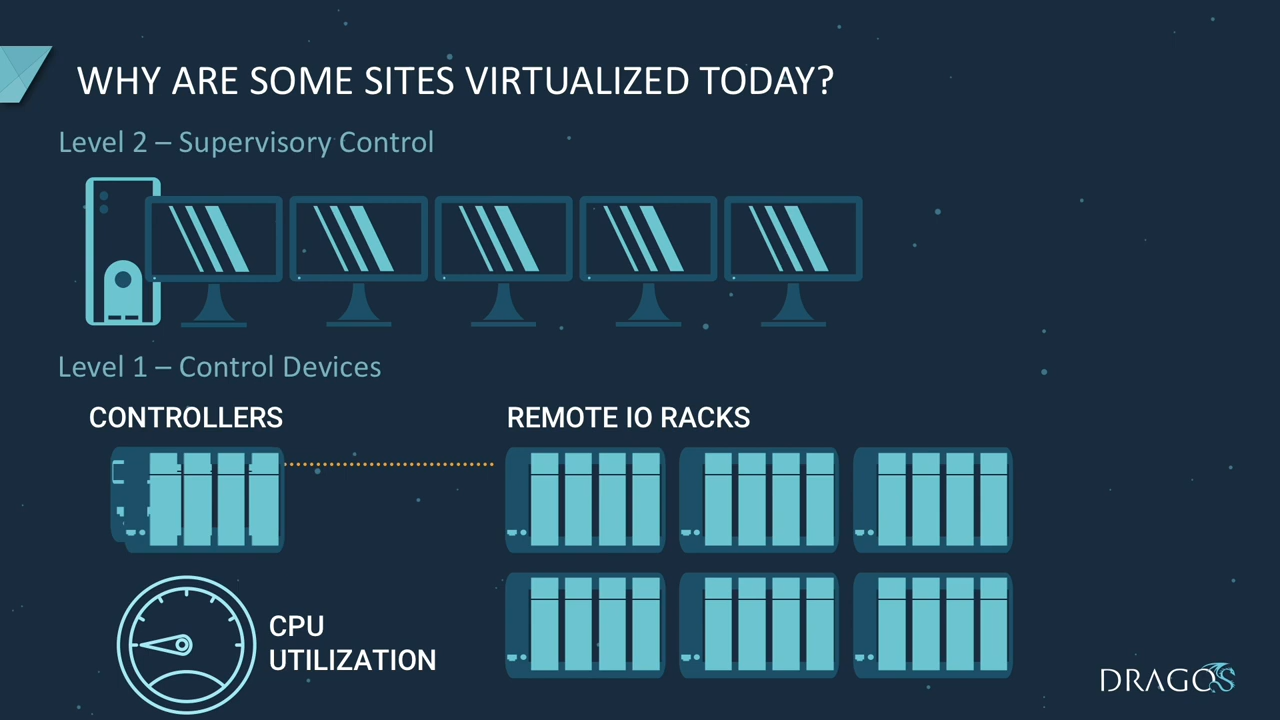 WHY ARE SOME SITES VIRTUALIZED TODAY?
Level 2 – Supervisory Control
Level 1 – Control Devices
CONTROLLERS
REMOTE IO RACKS
CPU
UTILIZATION
DRAGOS